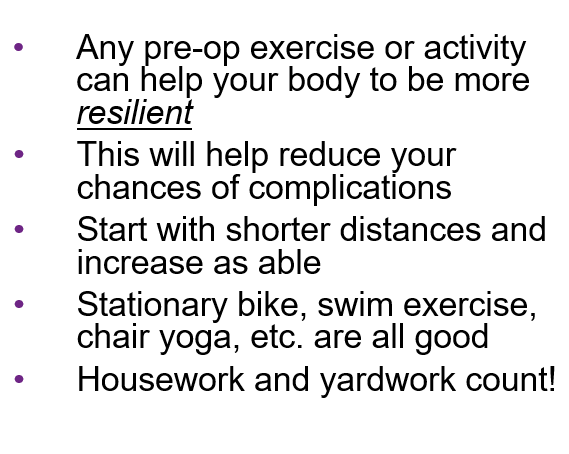 • Any pre-op exercise or activity
can help your body to be more
resilient
• This will help reduce your
chances of complications
• Start with shorter distances and
increase as able
• Stationary bike, swim exercise,
chair yoga, etc. are all good
• Housework and yardwork count!